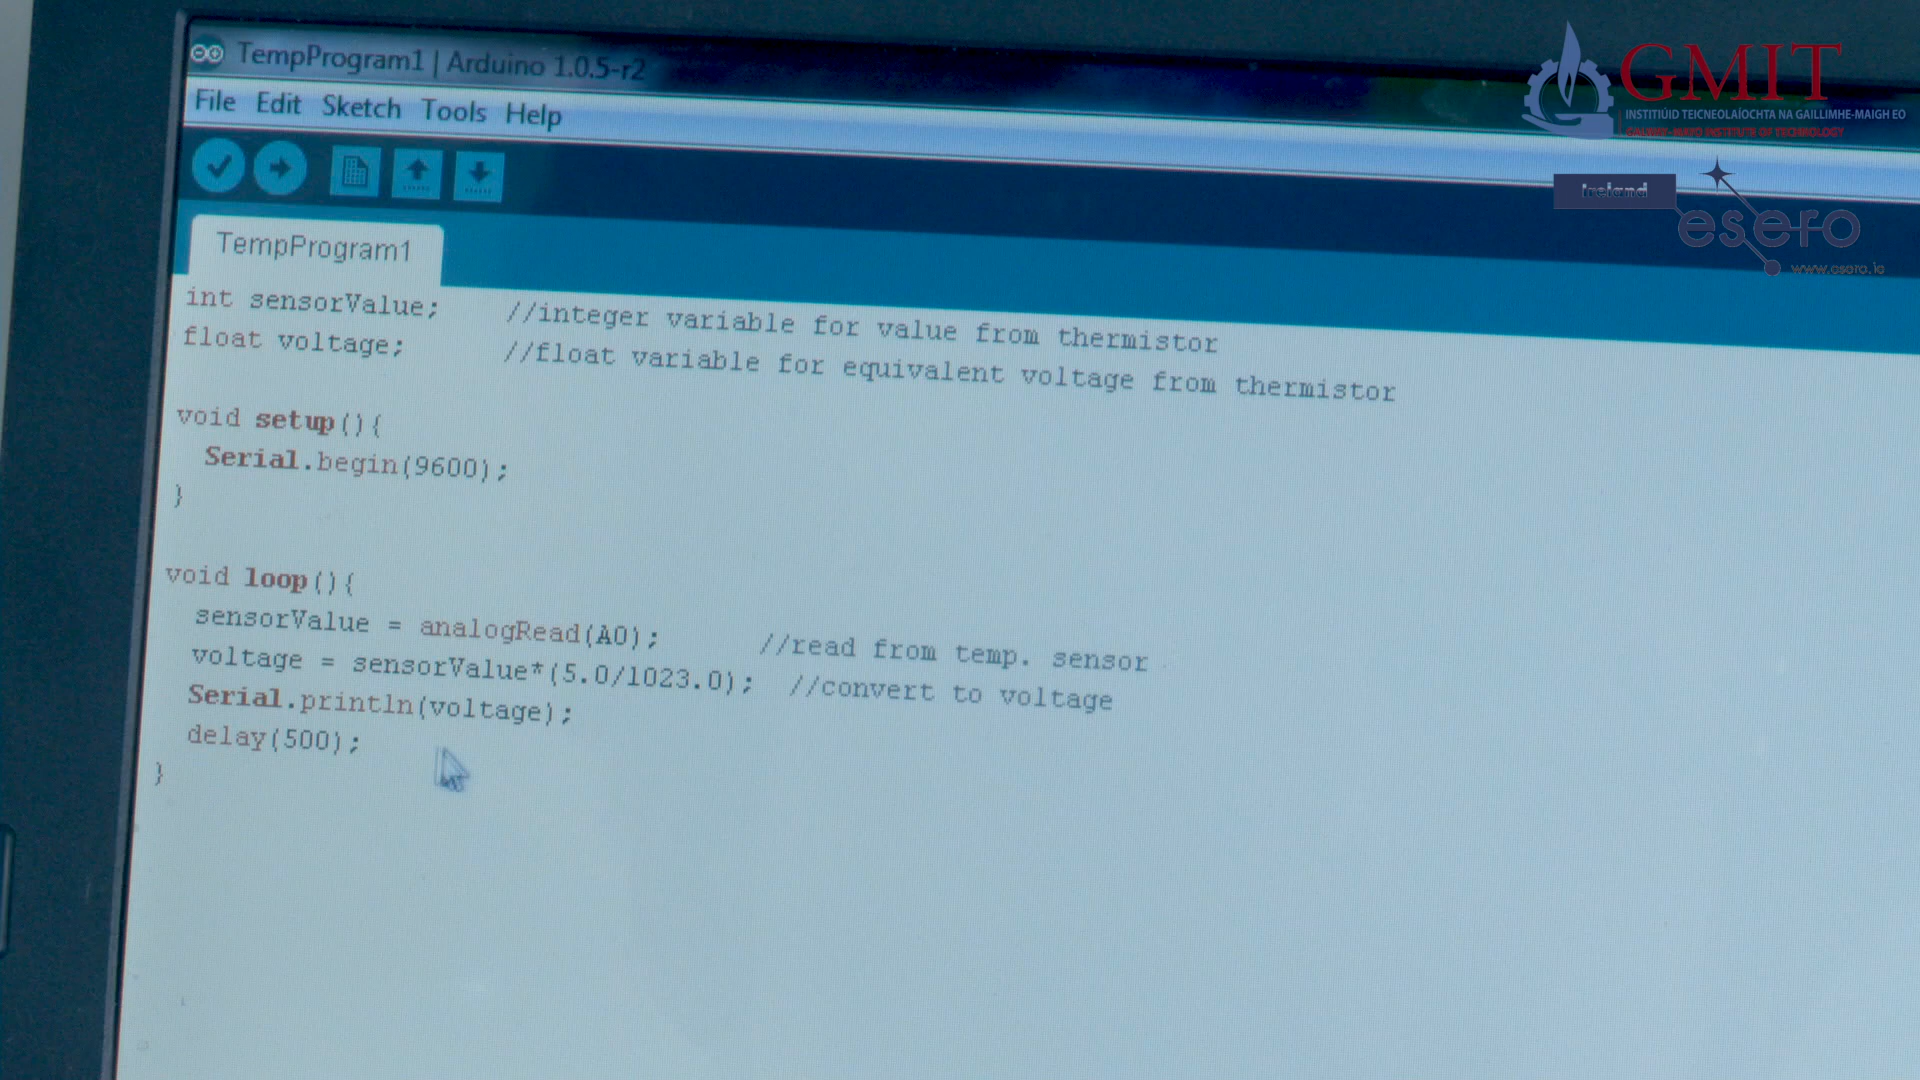 TempProgram1 | Arduino 1.0.5-r2
File Edit Sketch Tools Help
TempProgram1
int sensorValue; //integer variable for value from thermistor
float voltage; //float variable for equivalent voltage from thermistor
void setup(){
Serial.begin(9600);
}
void loop(){
sensorValue = analogRead(A0); //read from temp. sensor
voltage = sensorValue*(5.0/1023.0); //convert to voltage
Serial.println(voltage);
delay(500);
}
GMIT
INSTITIÚID TEICNEOLAÍOCHTA NA GAILLIMHE-MAIGH EO
GALWAY-MAYO INSTITUTE OF TECHNOLOGY
Ireland
esero
www.esero.ie